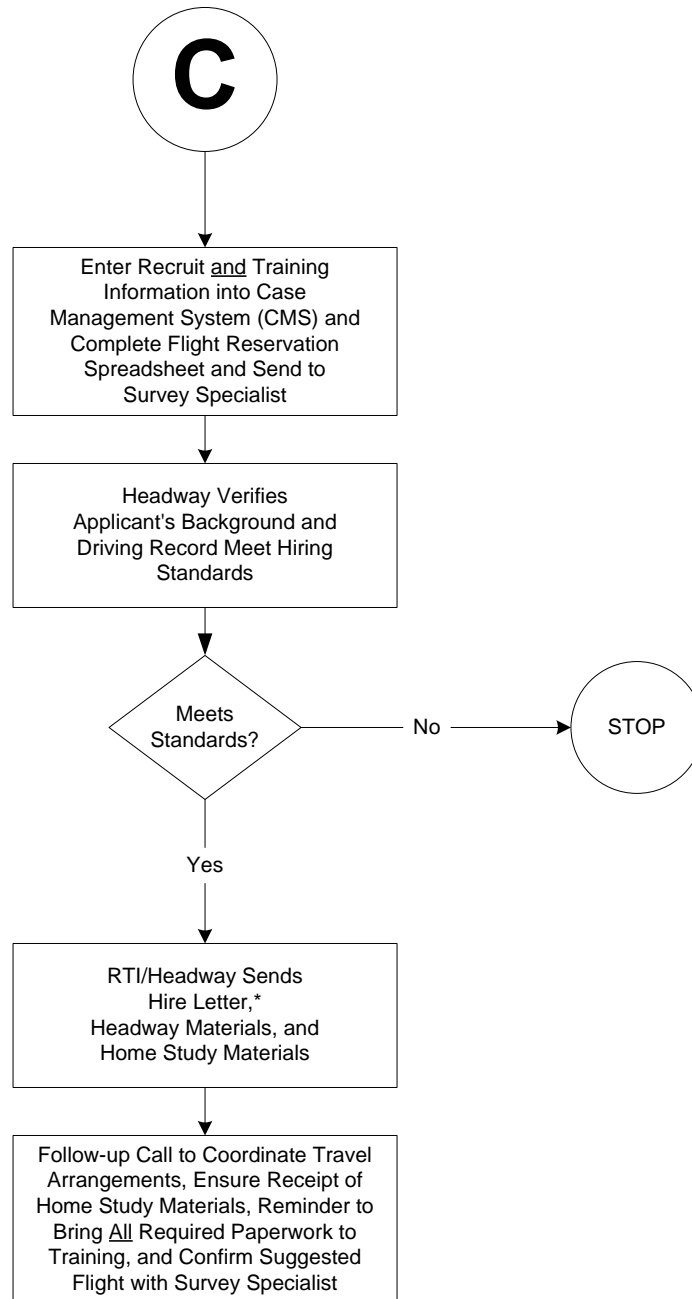 C
Enter Recruit and Training
Information into Case
Management System (CMS) and
Complete Flight Reservation
Spreadsheet and Send to
Survey Specialist
Headway Verifies
Applicant's Background and
Driving Record Meet Hiring
Standards
Meets
Standards?
No
STOP
Yes
RTI/Headway Sends
Hire Letter,*
Headway Materials, and
Home Study Materials
Follow-up Call to Coordinate Travel
Arrangements, Ensure Receipt of
Home Study Materials, Reminder to
Bring All Required Paperwork to
Training, and Confirm Suggested
Flight with Survey Specialist